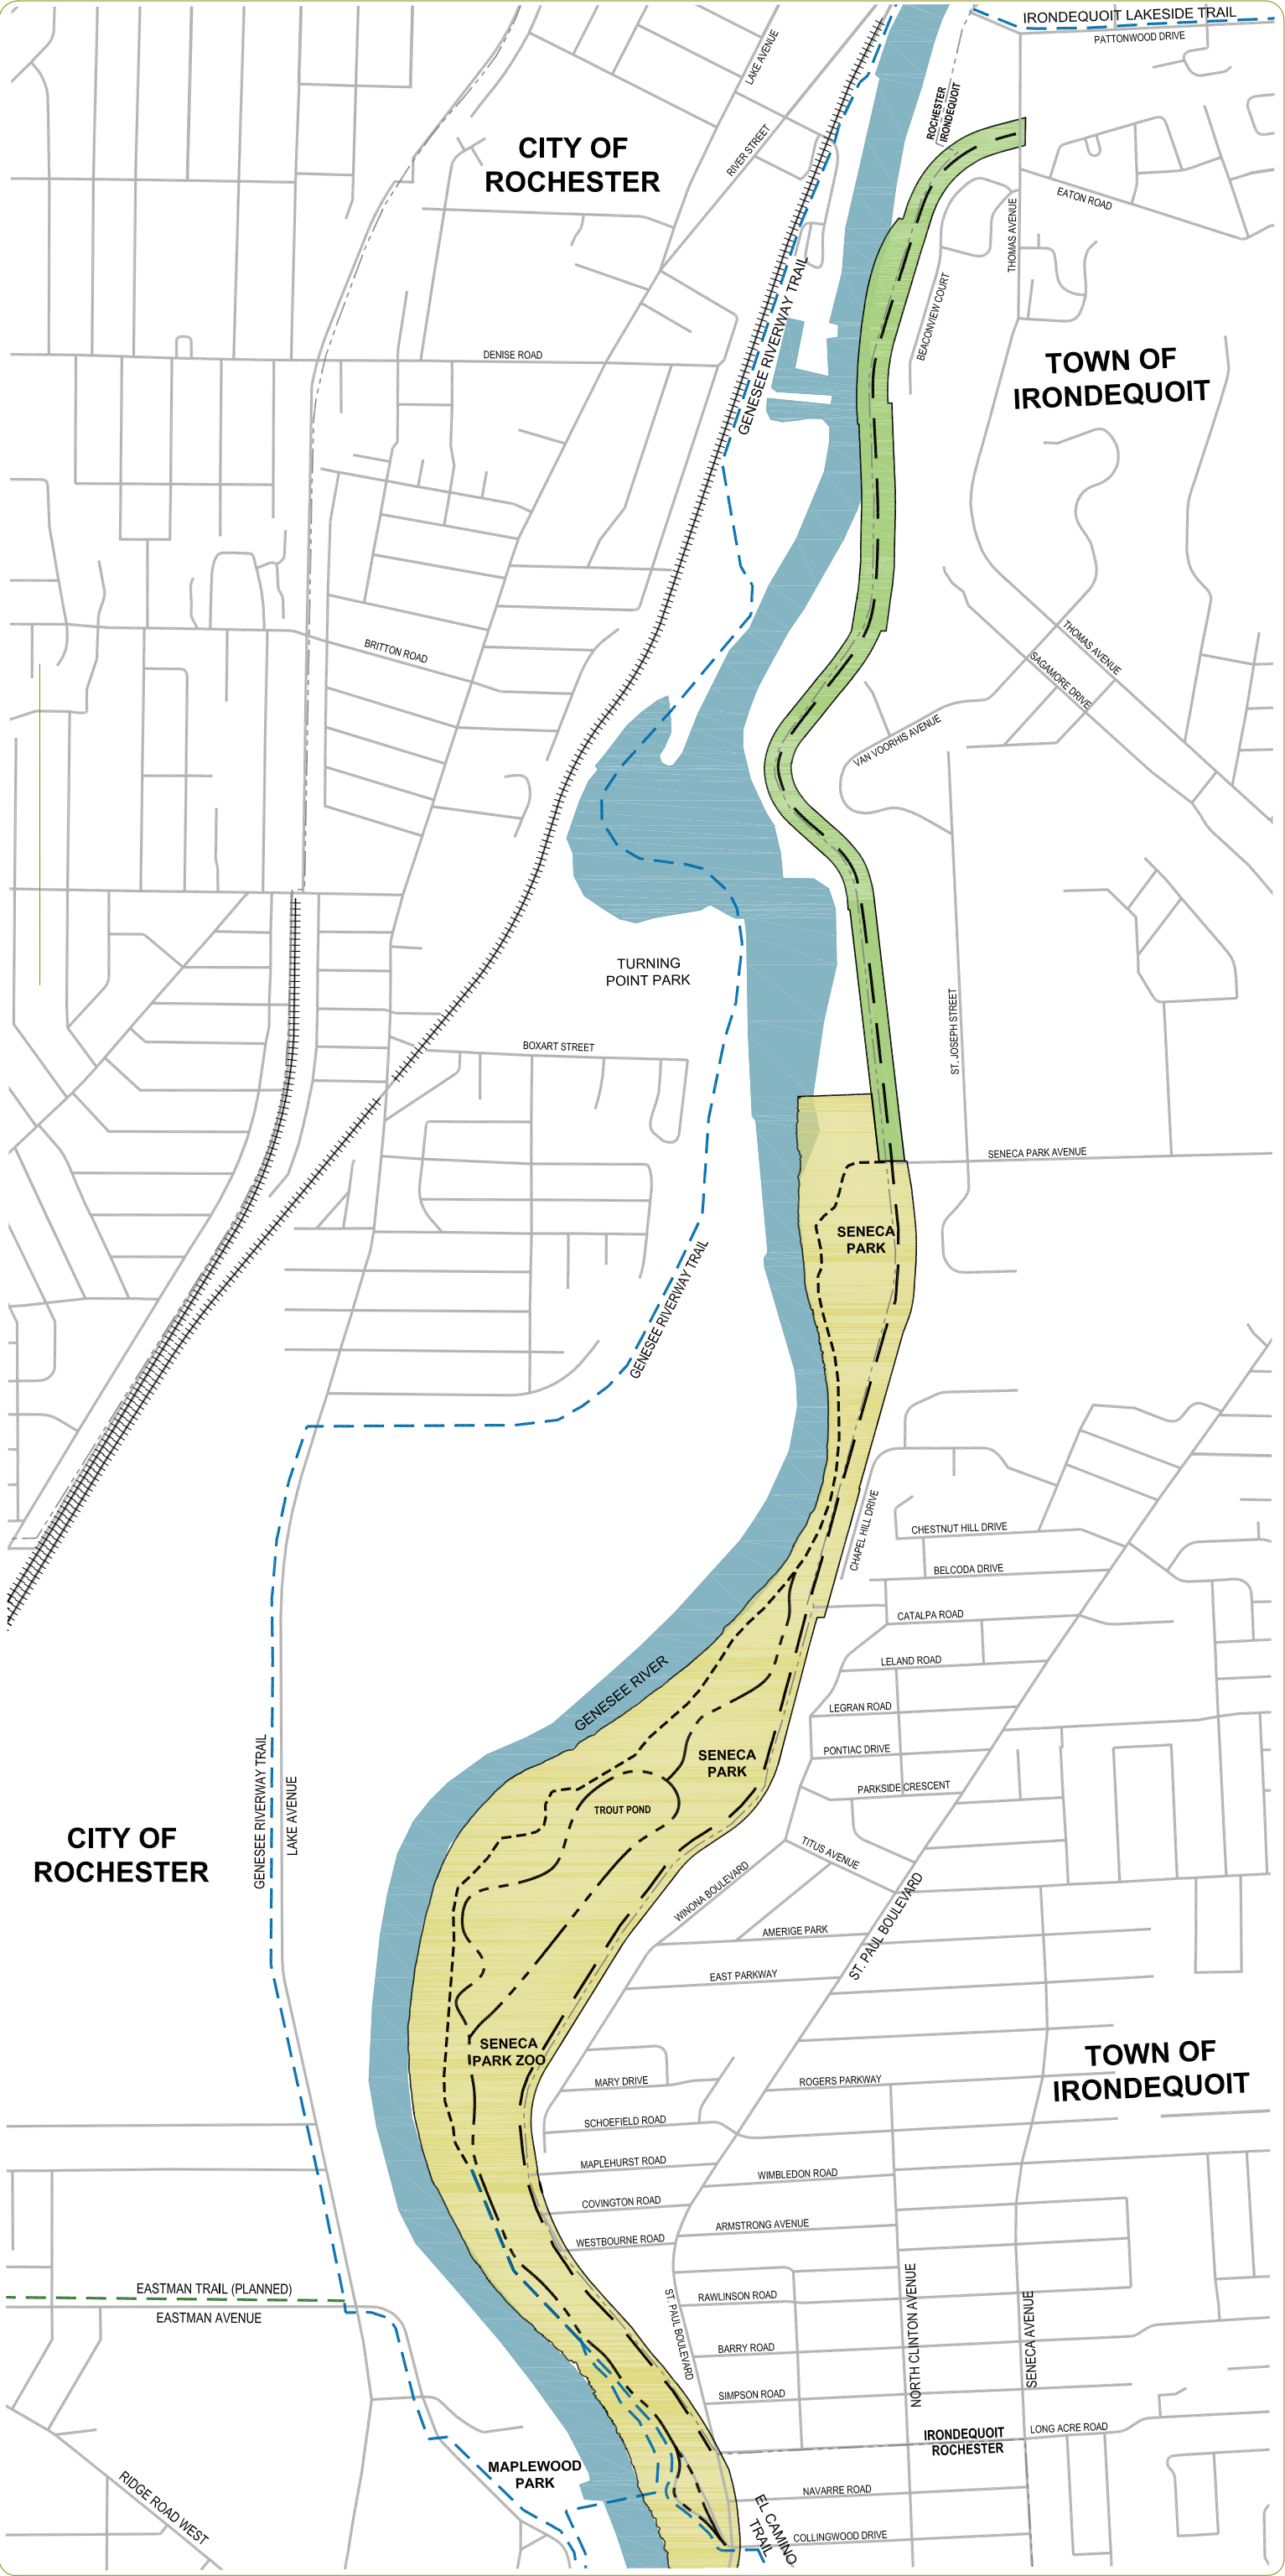 IRONDEQUOIT LAKESIDE TRAIL
PATTONWOOD DRIVE
LAKE AVENUE
ROCHESTER
IRONDEQUOIT
RIVER STREET
CITY OF
ROCHESTER
EATON ROAD
THOMAS AVENUE
GENESEE RIVERWAY TRAIL
BEACONVIEW COURT
DENISE ROAD
TOWN OF
IRONDEQUOIT
BRITTON ROAD
THOMAS AVENUE
SAGAMORE DRIVE
VAN VOORHIS AVENUE
TURNING
POINT PARK
ST. JOSEPH STREET
BOXART STREET
SENECA PARK AVENUE
SENECA
PARK
GENESEE RIVERWAY TRAIL
CHAPEL HILL DRIVE
CHESTNUT HILL DRIVE
BELCODA DRIVE
CATALPA ROAD
LELAND ROAD
GENESEE RIVER
LEGRAN ROAD
PONTIAC DRIVE
SENECA
PARK
PARKSIDE CRESCENT
TROUT POND
GENESEE RIVERWAY TRAIL
LAKE AVENUE
CITY OF
ROCHESTER
TITUS AVENUE
WINONA BOULEVARD
ST. PAUL BOULEVARD
AMERIGE PARK
EAST PARKWAY
SENECA
PARK ZOO
TOWN OF
IRONDEQUOIT
MARY DRIVE
ROGERS PARKWAY
SCHOEFIELD ROAD
MAPLEHURST ROAD
WIMBLEDON ROAD
COVINGTON ROAD
ARMSTRONG AVENUE
WESTBOURNE ROAD
EASTMAN TRAIL (PLANNED)
EASTMAN AVENUE
RAWLINSON ROAD
ST. PAUL BOULEVARD
NORTH CLINTON AVENUE
SENECA AVENUE
BARRY ROAD
SIMPSON ROAD
IRONDEQUOIT
ROCHESTER
LONG ACRE ROAD
MAPLEWOOD
PARK
RIDGE ROAD WEST
NAVARRE ROAD
EL CAMINO
TRAIL
COLLINGWOOD DRIVE